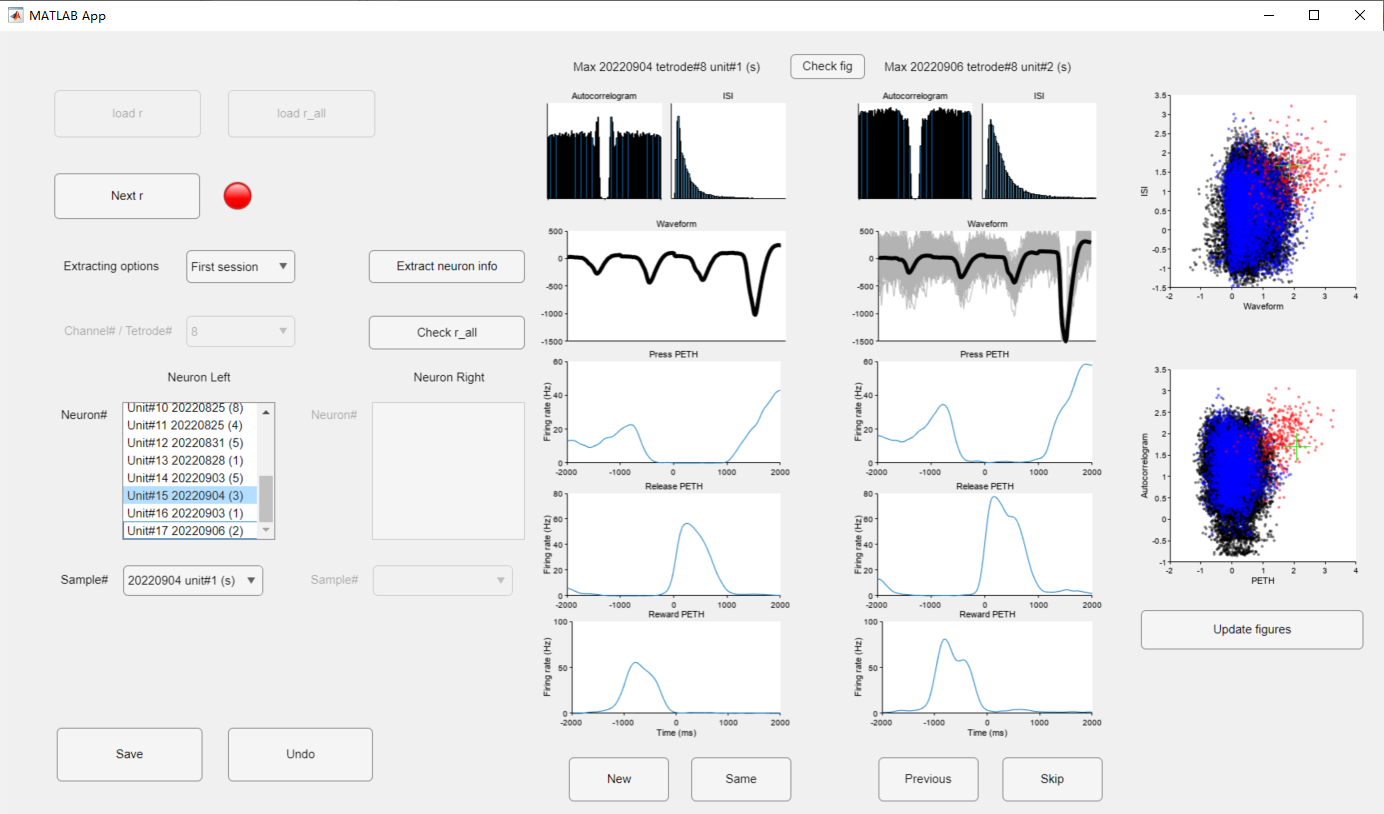 MATLAB App
Max 20220904 tetrode#8 unit#1 (s)
Check fig
Max 20220906 tetrode#8 unit#2 (s)
load r
load r_all
Next r
Extracting options
First session
Extract neuron info
Channel# / Tetrode#
8
Check r_all
Neuron Left
Neuron Right
Neuron#
Unit#10 20220825 (8)
Unit#11 20220825 (4)
Unit#12 20220831 (5)
Unit#13 20220828 (1)
Unit#14 20220903 (5)
Unit#15 20220904 (3)
Unit#16 20220903 (1)
Unit#17 20220906 (2)
Neuron#
Sample#
20220904 unit#1 (s)
Sample#
Save
Undo
Autocorrelogram
ISI
Waveform
500
0
-500
-1000
-1500
Press PETH
Firing rate (Hz)
60
40
20
0
-2000
-1000
0
1000
2000
Release PETH
Firing rate (Hz)
80
60
40
20
0
-2000
-1000
0
1000
2000
Reward PETH
Firing rate (Hz)
100
50
0
-2000
-1000
0
1000
2000
Time (ms)
New
Same
Autocorrelogram
ISI
Waveform
500
0
-500
-1000
-1500
Press PETH
Firing rate (Hz)
60
40
20
0
-2000
-1000
0
1000
2000
Release PETH
Firing rate (Hz)
80
60
40
20
0
-2000
-1000
0
1000
2000
Reward PETH
Firing rate (Hz)
100
50
0
-2000
-1000
0
1000
2000
Time (ms)
Previous
Skip
ISI
3.5
3
2.5
2
1.5
1
0.5
0
-0.5
-1
-1.5
-2
-1
0
1
2
3
4
Waveform
Autocorrelogram
3.5
3
2.5
2
1.5
1
0.5
0
-0.5
-1
-2
-1
0
1
2
3
4
PETH
Update figures